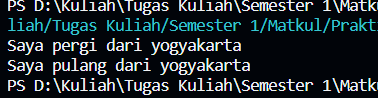 PS D:\Kuliah\Tugas Kuliah\Semester 1\Matk
liah/Tugas Kuliah/Semester 1/Matkul/Prakt
Saya pergi dari yogyakarta
Saya pulang dari yogyakarta
PS D:\Kuliah\Tugas Kuliah\Semester 1\Matk